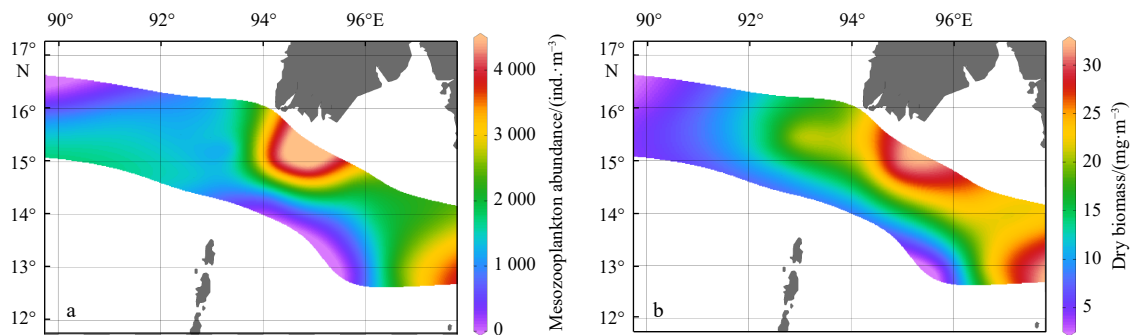 90° 92° 94° 96°E
17°
N
16°
15°
14°
13°
12°
a
4 000
3 000
2 000
1 000
0
Mesozooplankton abundance/(ind.·m⁻³)
90° 92° 94° 96°E
17°
N
16°
15°
14°
13°
12°
b
30
25
20
15
10
5
Dry biomass/(mg·m⁻³)